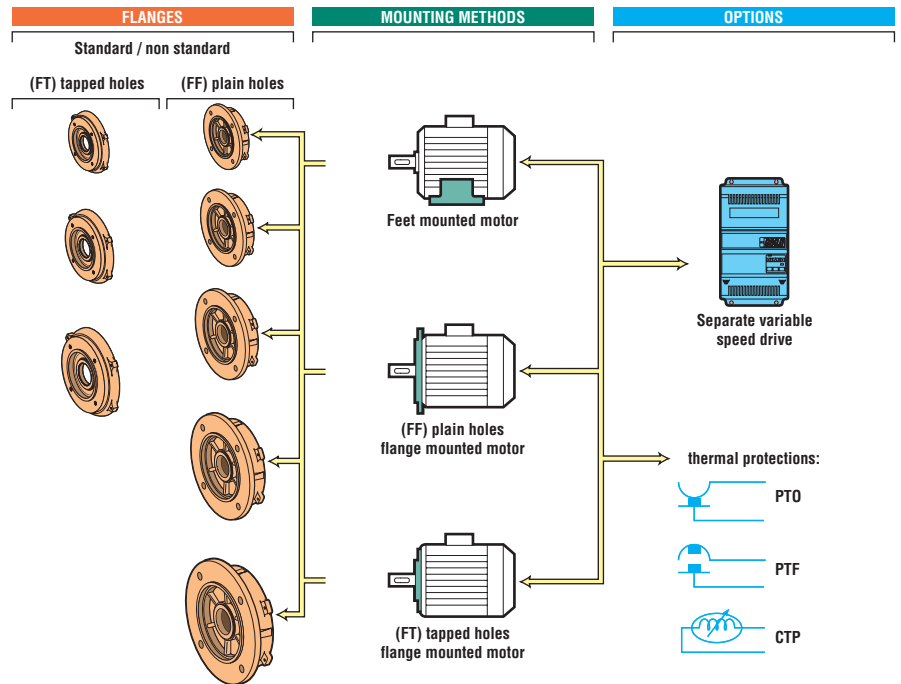 FLANGES
MOUNTING METHODS
OPTIONS
Standard / non standard
(FT) tapped holes
(FF) plain holes
Feet mounted motor
Separate variable
speed drive
(FF) plain holes
flange mounted motor
thermal protections:
PTO
PTF
(FT) tapped holes
flange mounted motor
CTP